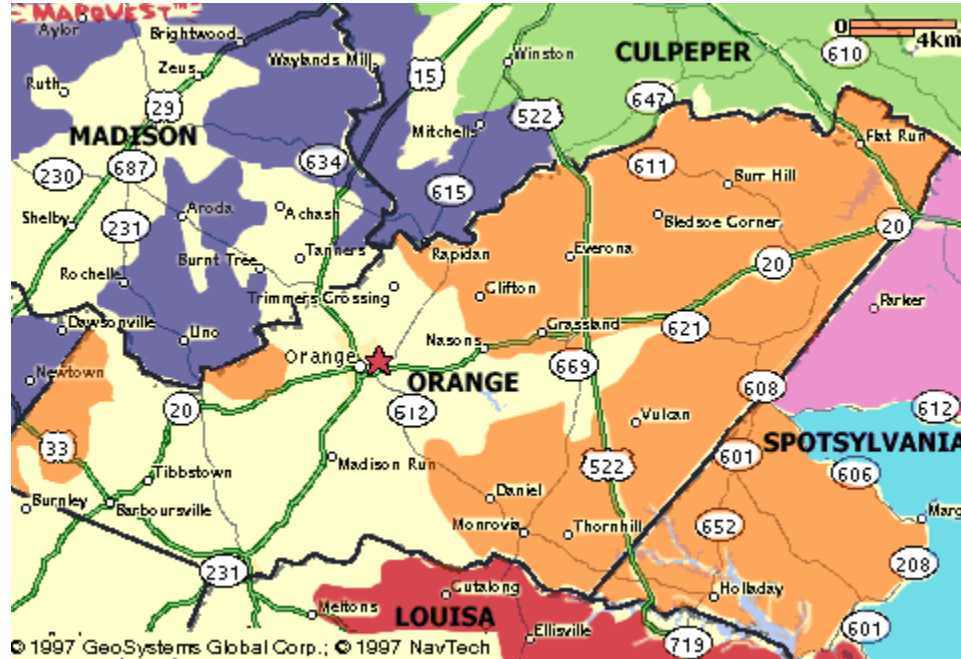 MAPQUEST™
0
4km
Aylor
Brightwood
Zeus
Waylands Mill
Winston
CULPEPER
610
15
Ruth
29
647
Mitchells
522
MADISON
Flat Run
687
634
611
230
615
Burr Hill
Achash
Shelby
231
Aroda
Bledsoe Corner
20
Tanners
Rapidan
Everona
Burnt Tree
20
Rochelle
Trimmers Crossing
Clifton
Parker
Dawsonville
Uno
Grassland
621
Nasons
Orange
669
Newtown
ORANGE
608
20
612
Vulcan
612
SPOTSYLVANIA
33
Madison Run
601
Tibbstown
522
606
Burnley
Barboursville
Daniel
Marg
Monrovia
Thornhill
652
231
208
Cutalong
Holladay
Meltons
LOUISA
Ellisville
719
601
© 1997 GeoSystems Global Corp.; © 1997 NavTech